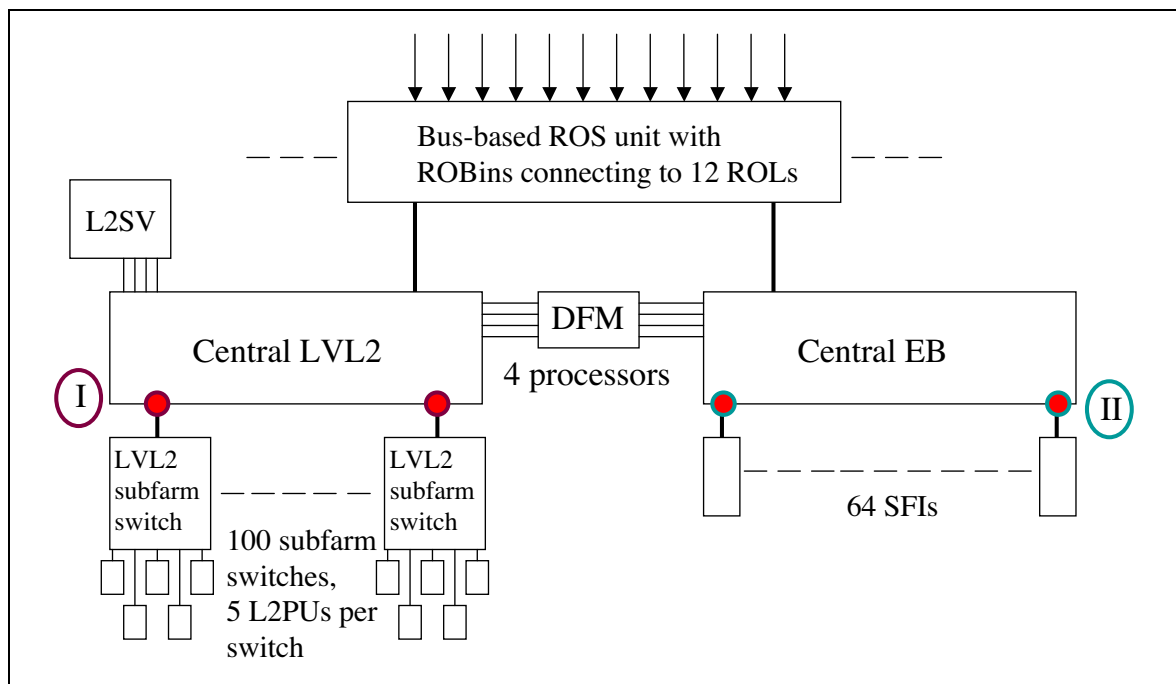 Bus-based ROS unit with
ROBins connecting to 12 ROLs
L2SV
Central LVL2
DFM
4 processors
Central EB
I
II
LVL2
subfarm
switch
LVL2
subfarm
switch
100 subfarm
switches,
5 L2PUs per
switch
64 SFIs